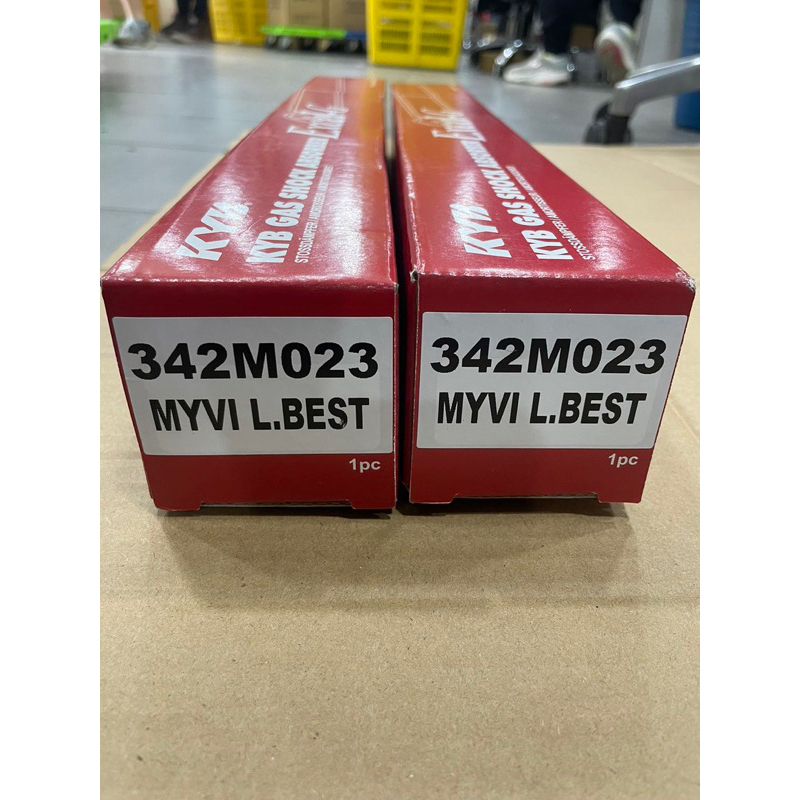 Excel-G
KYB
KYB GAS SHOCK ABSORBER
342M023
MYVI L.BEST
1pc
Excel-G
KYB
KYB GAS SHOCK
342M023
MYVI L.BEST
1pc